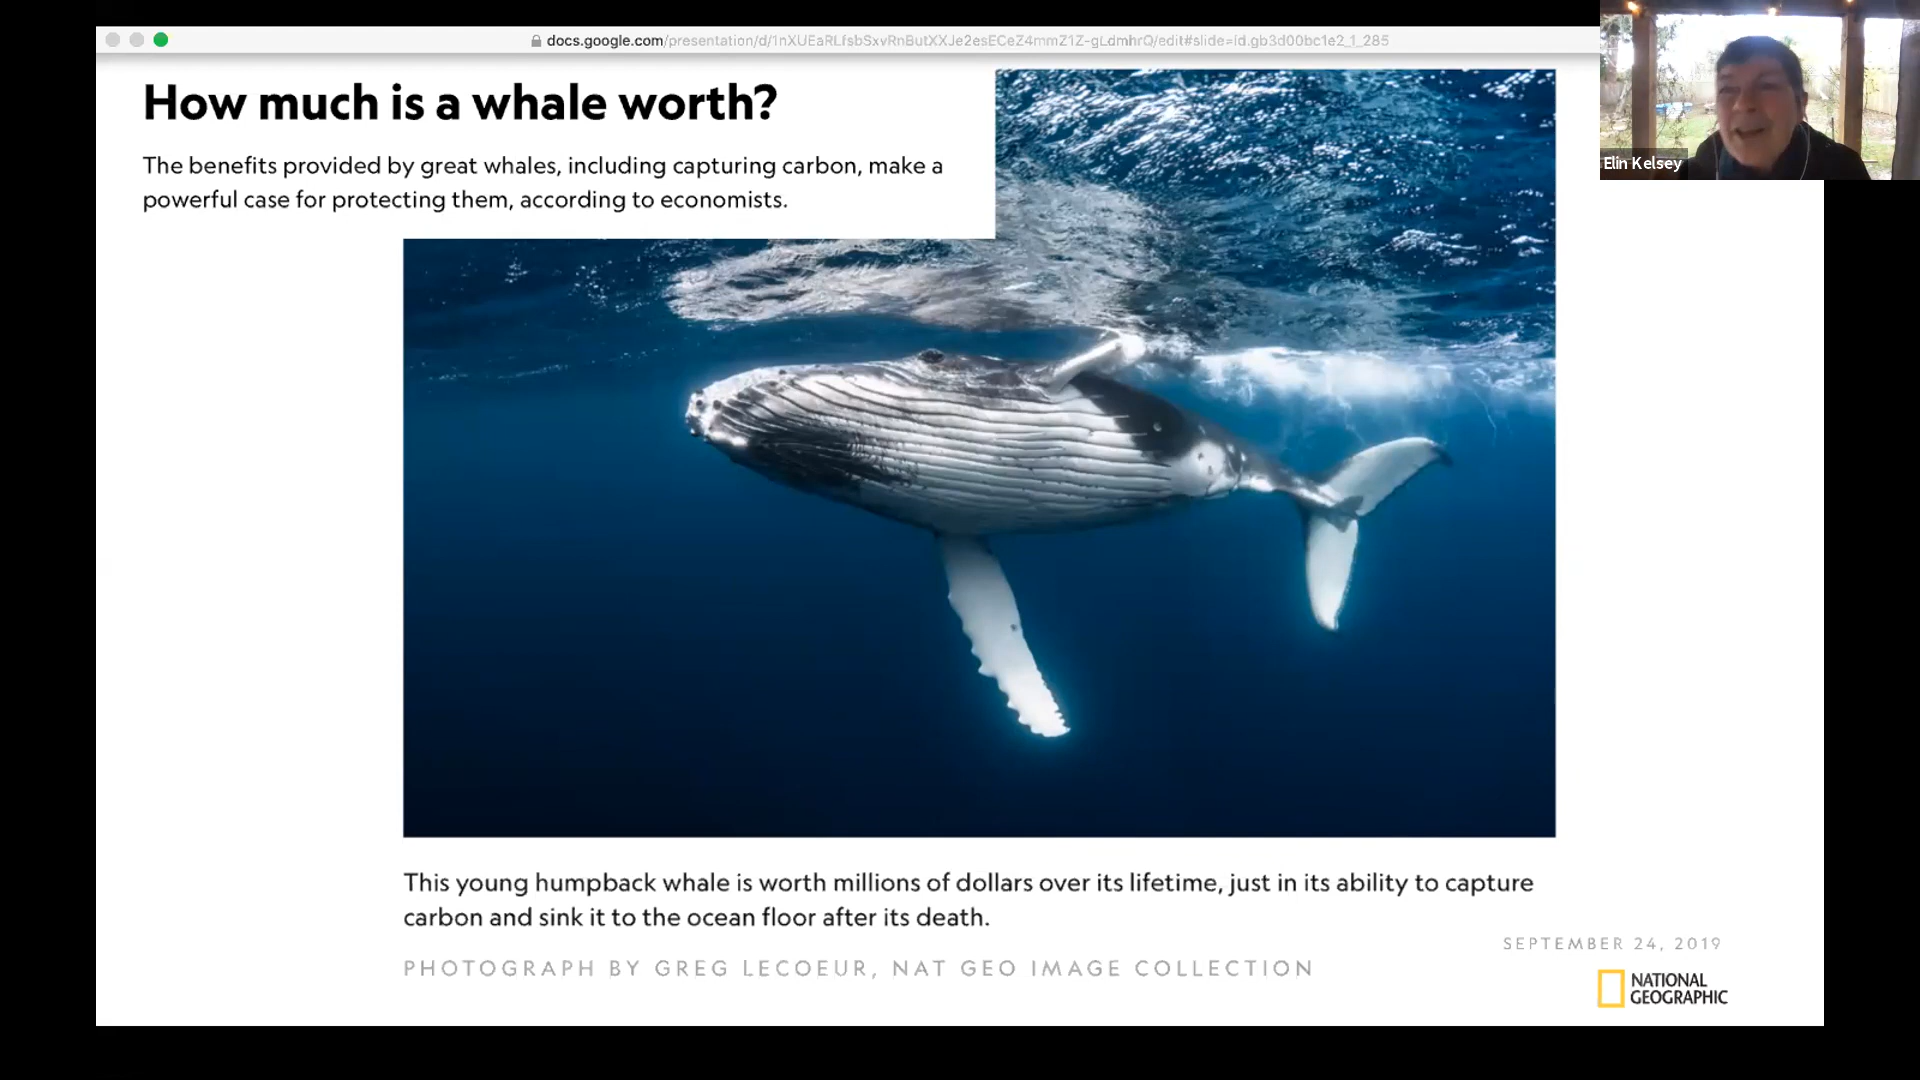 docs.google.com/presentation/d/1nXUEaRLfsbSxvRnButXXJe2esECeZ4mmZ1Z-gLdmhrQ/edit#slide=id.gb3d00bc1e2_1_285
Elin Kelsey
How much is a whale worth?
The benefits provided by great whales, including capturing carbon, make a
powerful case for protecting them, according to economists.
This young humpback whale is worth millions of dollars over its lifetime, just in its ability to capture
carbon and sink it to the ocean floor after its death.
PHOTOGRAPH BY GREG LECOEUR, NAT GEO IMAGE COLLECTION
SEPTEMBER 24, 2019
NATIONAL
GEOGRAPHIC